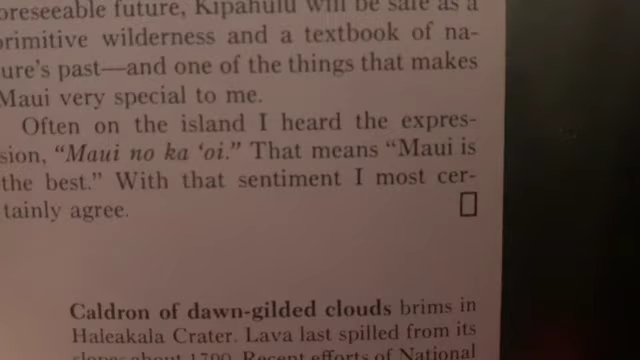 oreseeable future, Kipahulu will be safe as a
primitive wilderness and a textbook of na-
ure's past—and one of the things that makes
Maui very special to me.
Often on the island I heard the expres-
sion, “Maui no ka ‘oi.” That means “Maui is
the best.” With that sentiment I most cer-
tainly agree.
Caldron of dawn-gilded clouds brims in
Haleakala Crater. Lava last spilled from its
slopes about 1790. Recent efforts of National